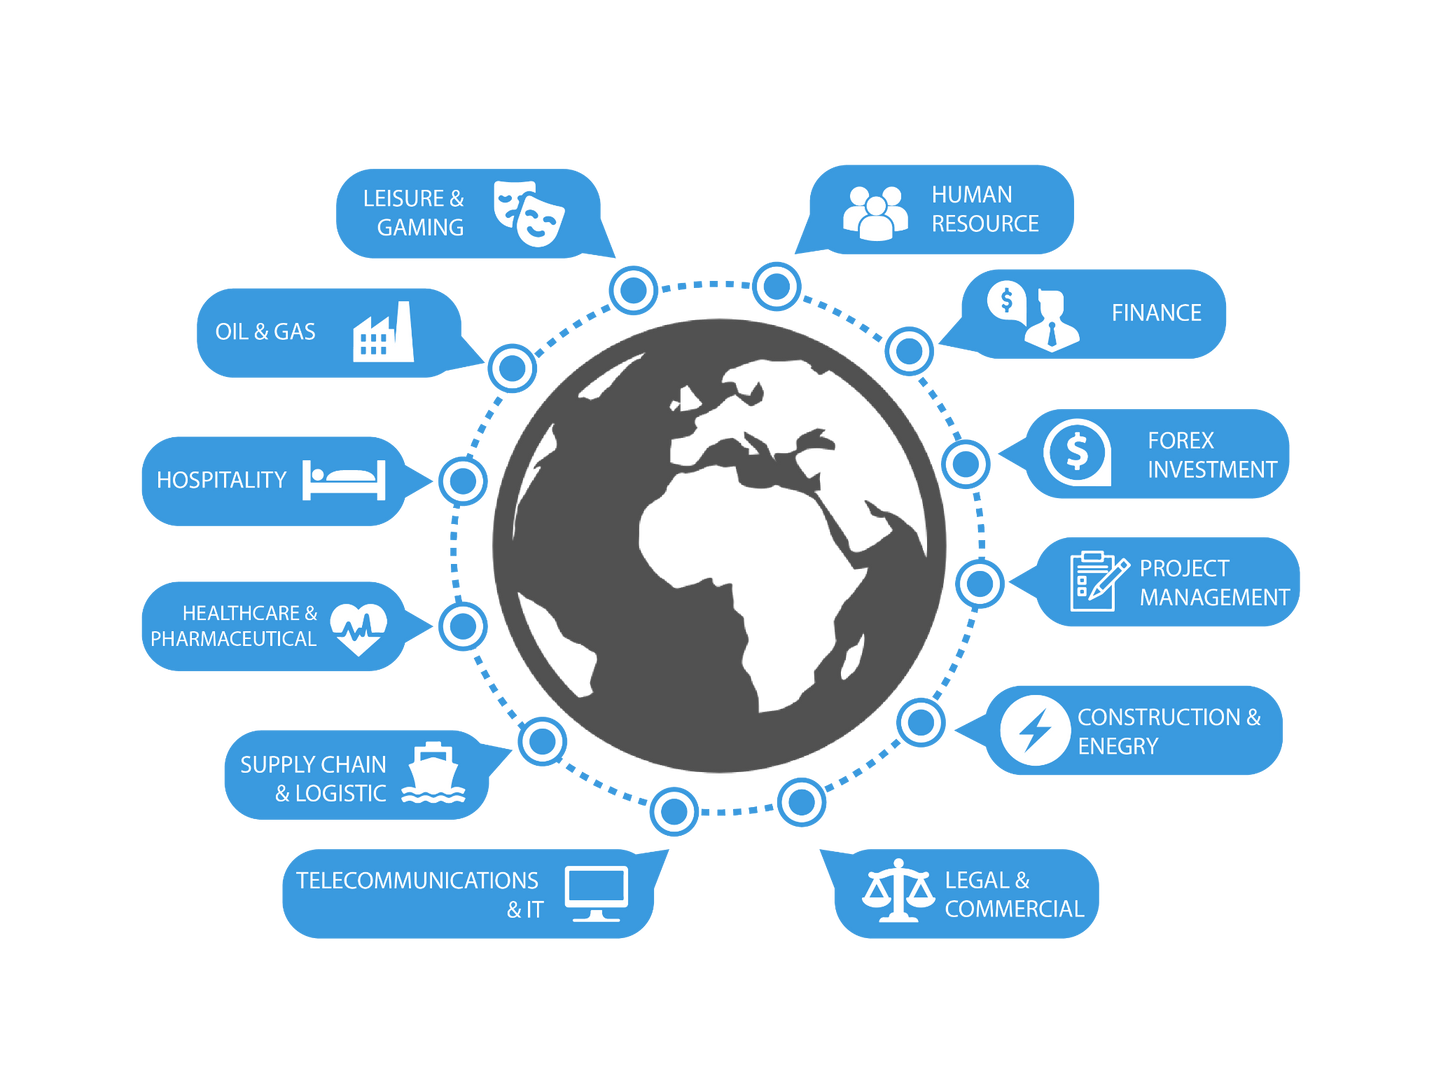 LEISURE &
GAMING
HUMAN
RESOURCE
OIL & GAS
FINANCE
HOSPITALITY
FOREX
INVESTMENT
HEALTHCARE &
PHARMACEUTICAL
PROJECT
MANAGEMENT
SUPPLY CHAIN
& LOGISTIC
CONSTRUCTION &
ENEGRY
TELECOMMUNICATIONS
& IT
LEGAL &
COMMERCIAL
$
$